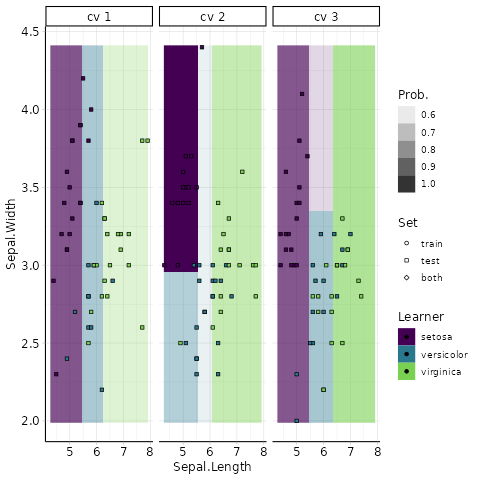 cv 1 cv 2 cv 3
4.5
4.0
3.5
3.0
2.5
2.0
Sepal.Width
5 6 7 8 5 6 7 8 5 6 7 8
Sepal.Length
Prob.
0.6
0.7
0.8
0.9
1.0
Set
train
test
both
Learner
setosa
versicolor
virginica